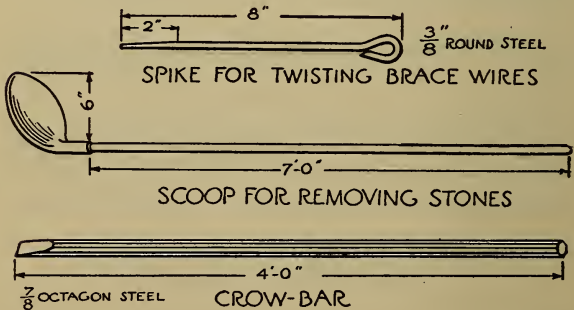 8"
2"
3/8" ROUND STEEL
SPIKE FOR TWISTING BRACE WIRES
6"
7'-0"
SCOOP FOR REMOVING STONES
4'-0"
7/8 OCTAGON STEEL
CROW-BAR